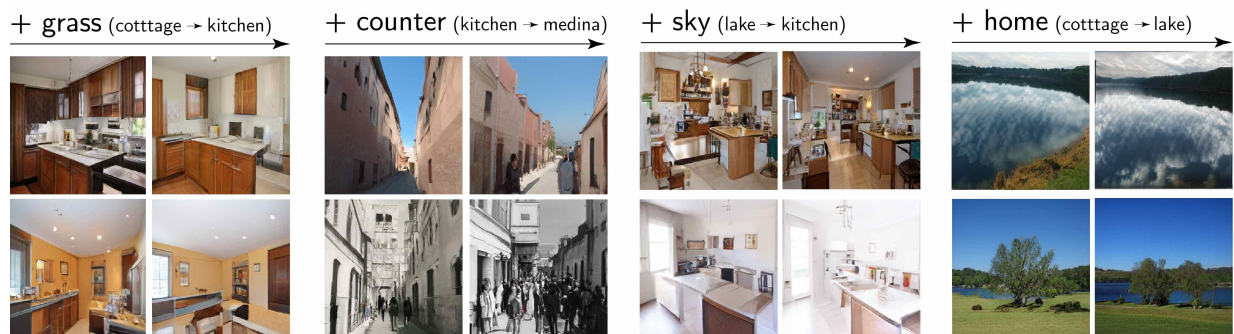 + grass (cotttage → kitchen)
+ counter (kitchen → medina)
+ sky (lake → kitchen)
+ home (cotttage → lake)